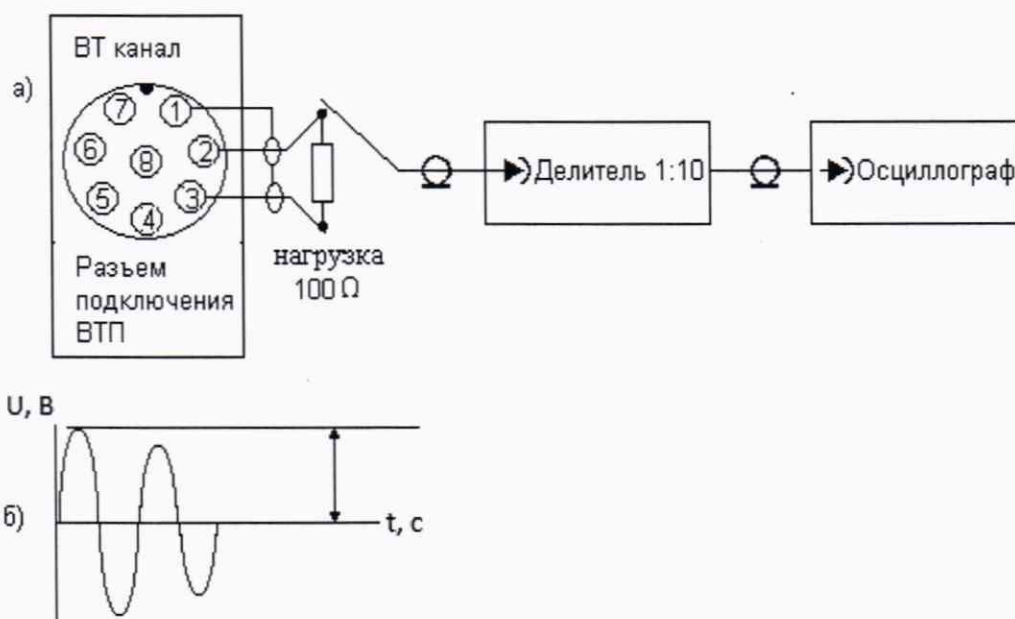 а)
ВТ канал
7
1
6
8
2
5
4
3
Разъем
подключения
ВТП
нагрузка
100 Ω
Делитель 1:10
Осциллограф
U, В
б)
t, с